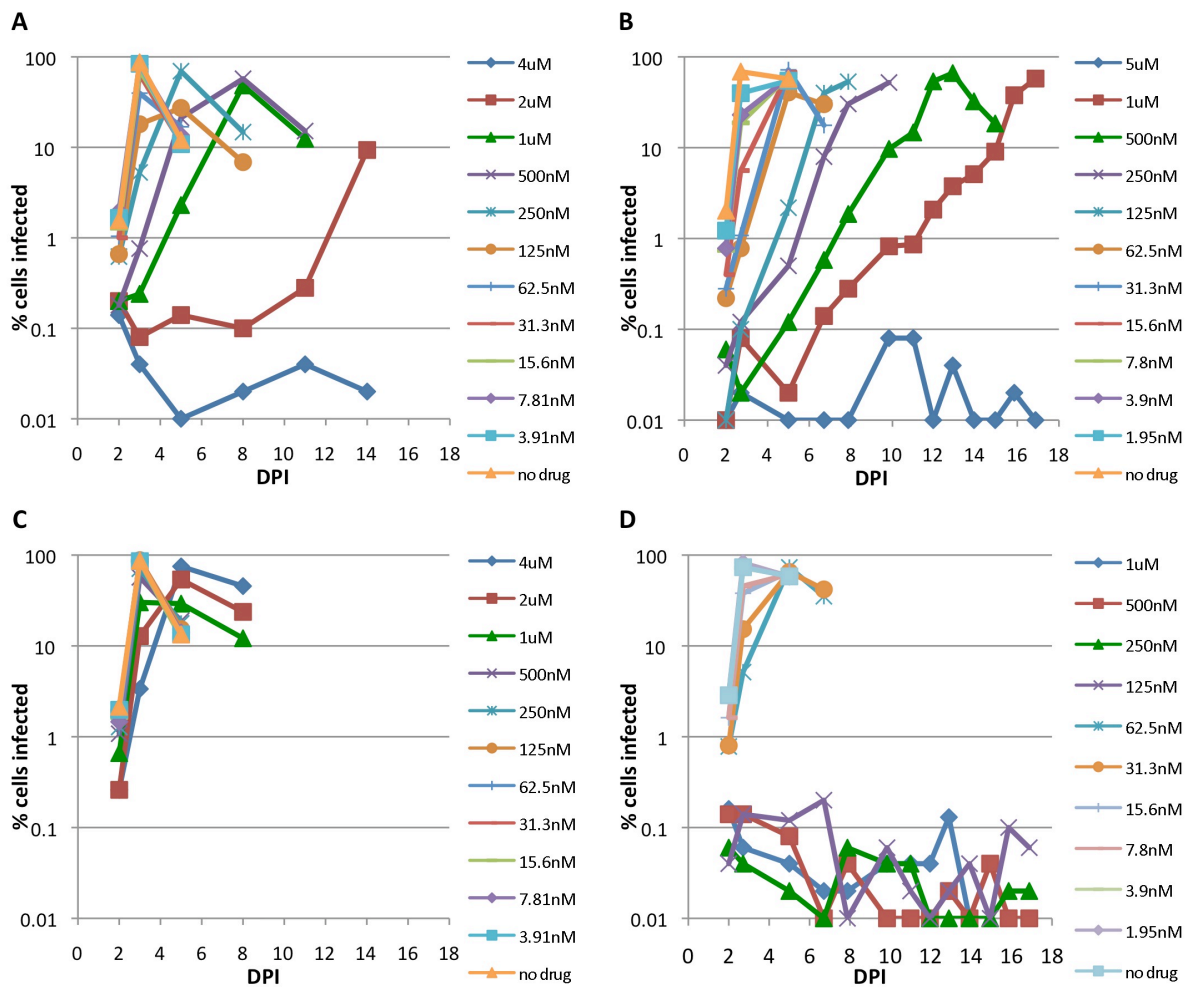 A
% cells infected
100
10
1
0.1
0.01
0 2 4 6 8 10 12 14 16 18
DPI
4uM
2uM
1uM
500nM
250nM
125nM
62.5nM
31.3nM
15.6nM
7.81nM
3.91nM
no drug
B
% cells infected
100
10
1
0.1
0.01
0 2 4 6 8 10 12 14 16 18
DPI
5uM
1uM
500nM
250nM
125nM
62.5nM
31.3nM
15.6nM
7.8nM
3.9nM
1.95nM
no drug
C
% cells infected
100
10
1
0.1
0.01
0 2 4 6 8 10 12 14 16 18
DPI
4uM
2uM
1uM
500nM
250nM
125nM
62.5nM
31.3nM
15.6nM
7.81nM
3.91nM
no drug
D
% cells infected
100
10
1
0.1
0.01
0 2 4 6 8 10 12 14 16 18
DPI
1uM
500nM
250nM
125nM
62.5nM
31.3nM
15.6nM
7.8nM
3.9nM
1.95nM
no drug